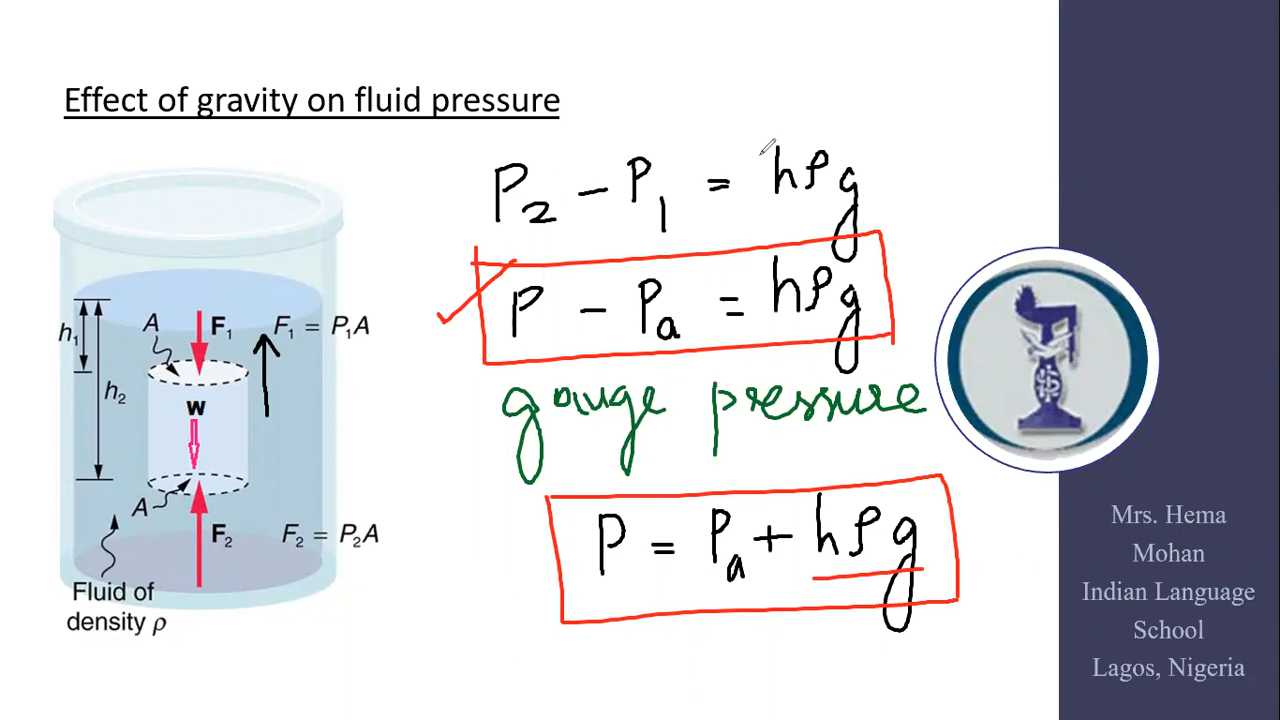 Effect of gravity on fluid pressure
P₂ − P₁ = hρg
P − Pₐ = hρg
gauge pressure
P = Pₐ + hρg
h₁
h₂
A
F₁
F₁ = P₁A
w
A
F₂
F₂ = P₂A
Fluid of
density ρ
Mrs. Hema
Mohan
Indian Language
School
Lagos, Nigeria